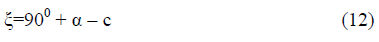 ξ=90⁰ + α – c (12)